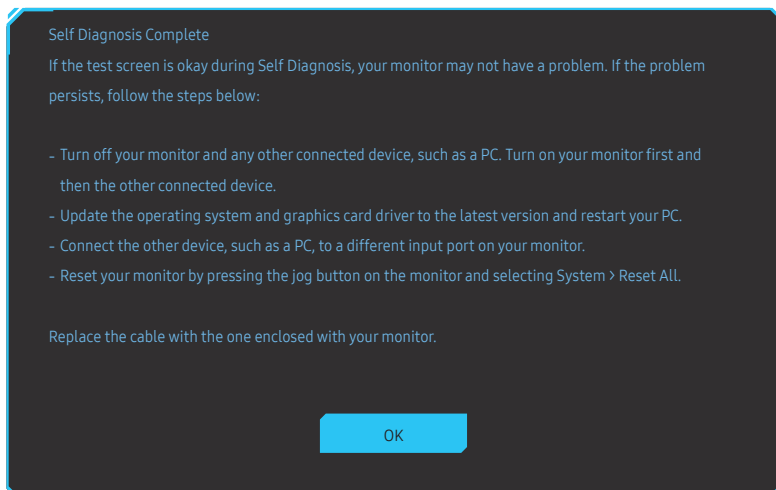 Self Diagnosis Complete
If the test screen is okay during Self Diagnosis, your monitor may not have a problem. If the problem
persists, follow the steps below:
- Turn off your monitor and any other connected device, such as a PC. Turn on your monitor first and
then the other connected device.
- Update the operating system and graphics card driver to the latest version and restart your PC.
- Connect the other device, such as a PC, to a different input port on your monitor.
- Reset your monitor by pressing the jog button on the monitor and selecting System > Reset All.
Replace the cable with the one enclosed with your monitor.
OK